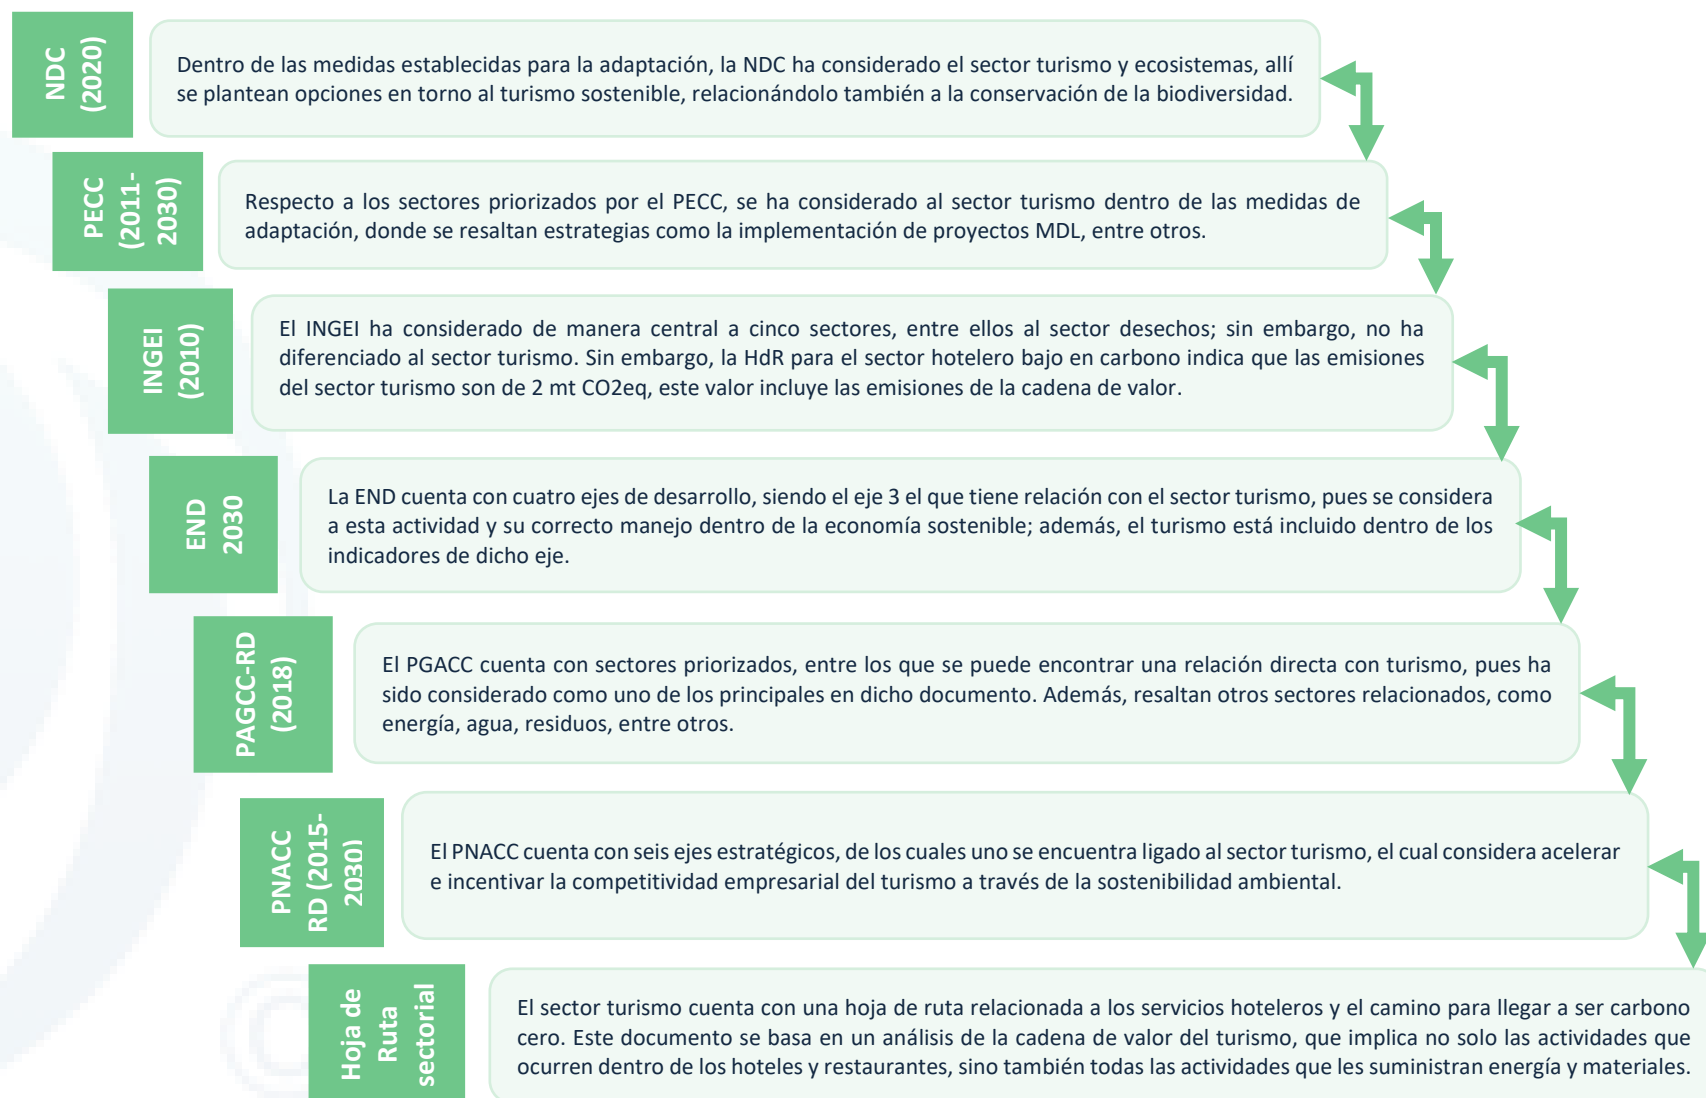 NDC
(2020)
Dentro de las medidas establecidas para la adaptación, la NDC ha considerado el sector turismo y ecosistemas, allí
se plantean opciones en torno al turismo sostenible, relacionándolo también a la conservación de la biodiversidad.
PECC
(2011-
2030)
Respecto a los sectores priorizados por el PECC, se ha considerado al sector turismo dentro de las medidas de
adaptación, donde se resaltan estrategias como la implementación de proyectos MDL, entre otros.
INGEI
(2010)
El INGEI ha considerado de manera central a cinco sectores, entre ellos al sector desechos; sin embargo, no ha
diferenciado al sector turismo. Sin embargo, la HdR para el sector hotelero bajo en carbono indica que las emisiones
del sector turismo son de 2 mt CO2eq, este valor incluye las emisiones de la cadena de valor.
END
2030
La END cuenta con cuatro ejes de desarrollo, siendo el eje 3 el que tiene relación con el sector turismo, pues se considera
a esta actividad y su correcto manejo dentro de la economía sostenible; además, el turismo está incluido dentro de los
indicadores de dicho eje.
PAGCC-RD
(2018)
El PGACC cuenta con sectores priorizados, entre los que se puede encontrar una relación directa con turismo, pues ha
sido considerado como uno de los principales en dicho documento. Además, resaltan otros sectores relacionados, como
energía, agua, residuos, entre otros.
PNACC
RD (2015-
2030)
El PNACC cuenta con seis ejes estratégicos, de los cuales uno se encuentra ligado al sector turismo, el cual considera acelerar
e incentivar la competitividad empresarial del turismo a través de la sostenibilidad ambiental.
Hoja de
Ruta
sectorial
El sector turismo cuenta con una hoja de ruta relacionada a los servicios hoteleros y el camino para llegar a ser carbono
cero. Este documento se basa en un análisis de la cadena de valor del turismo, que implica no solo las actividades que
ocurren dentro de los hoteles y restaurantes, sino también todas las actividades que les suministran energía y materiales.